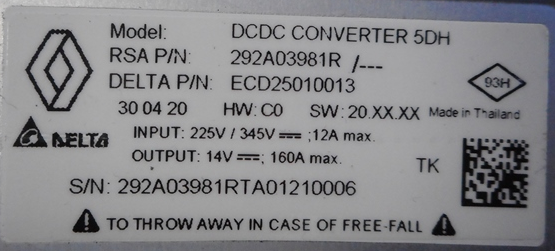 Model: DCDC CONVERTER 5DH
RSA P/N: 292A03981R /---
DELTA P/N: ECD25010013
93H
30 04 20 HW: C0 SW: 20.XX.XX Made in Thailand
DELTA
INPUT: 225V / 345V ⎓ ;12A max.
OUTPUT: 14V ⎓ ; 160A max.
TK
S/N: 292A03981RTA01210006
TO THROW AWAY IN CASE OF FREE-FALL